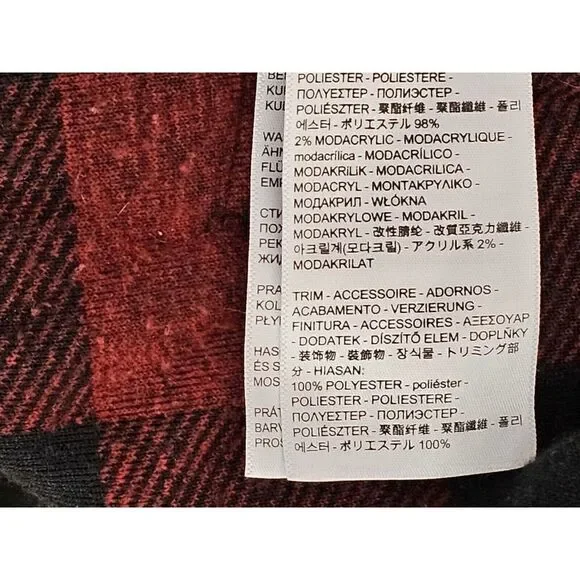 POLIESTER - POLIESTERE -
ΠΟΛΥΕΣΤΕΡ - ПОЛИЭСТЕР -
POLIÉSZTER - 聚酯纤维 - 聚酯纖維 - 폴리
에스터 - ポリエステル 98%
2% MODACRYLIC - MODACRYLIQUE -
modacrílica - MODACRÍLICO -
MODAKRİLİK - MODACRILICA -
MODACRYL - ΜΟΝΤΑΚΡΥΛΙΚΟ -
МОДАКРИЛ - WŁÓKNA
MODAKRYLOWE - MODAKRIL -
MODAKRYL - 改性腈纶 - 改質亞克力纖維 -
아크릴계(모다크릴) - アクリル系 2% -
MODAKRILAT
TRIM - ACCESSOIRE - ADORNOS -
ACABAMENTO - VERZIERUNG -
FINITURA - ACCESSOIRES - ΑΞΕΣΟΥΑΡ
- DODATEK - DÍSZÍTŐ ELEM - DOPLŇKY
- 装饰物 - 裝飾物 - 장식물 - トリミング部
分 - HIASAN:
100% POLYESTER - poliéster -
POLIESTER - POLIESTERE -
ΠΟΛΥΕΣΤΕΡ - ПОЛИЭСТЕР -
POLIÉSZTER - 聚酯纤维 - 聚酯纖維 - 폴리
에스터 - ポリエステル 100%